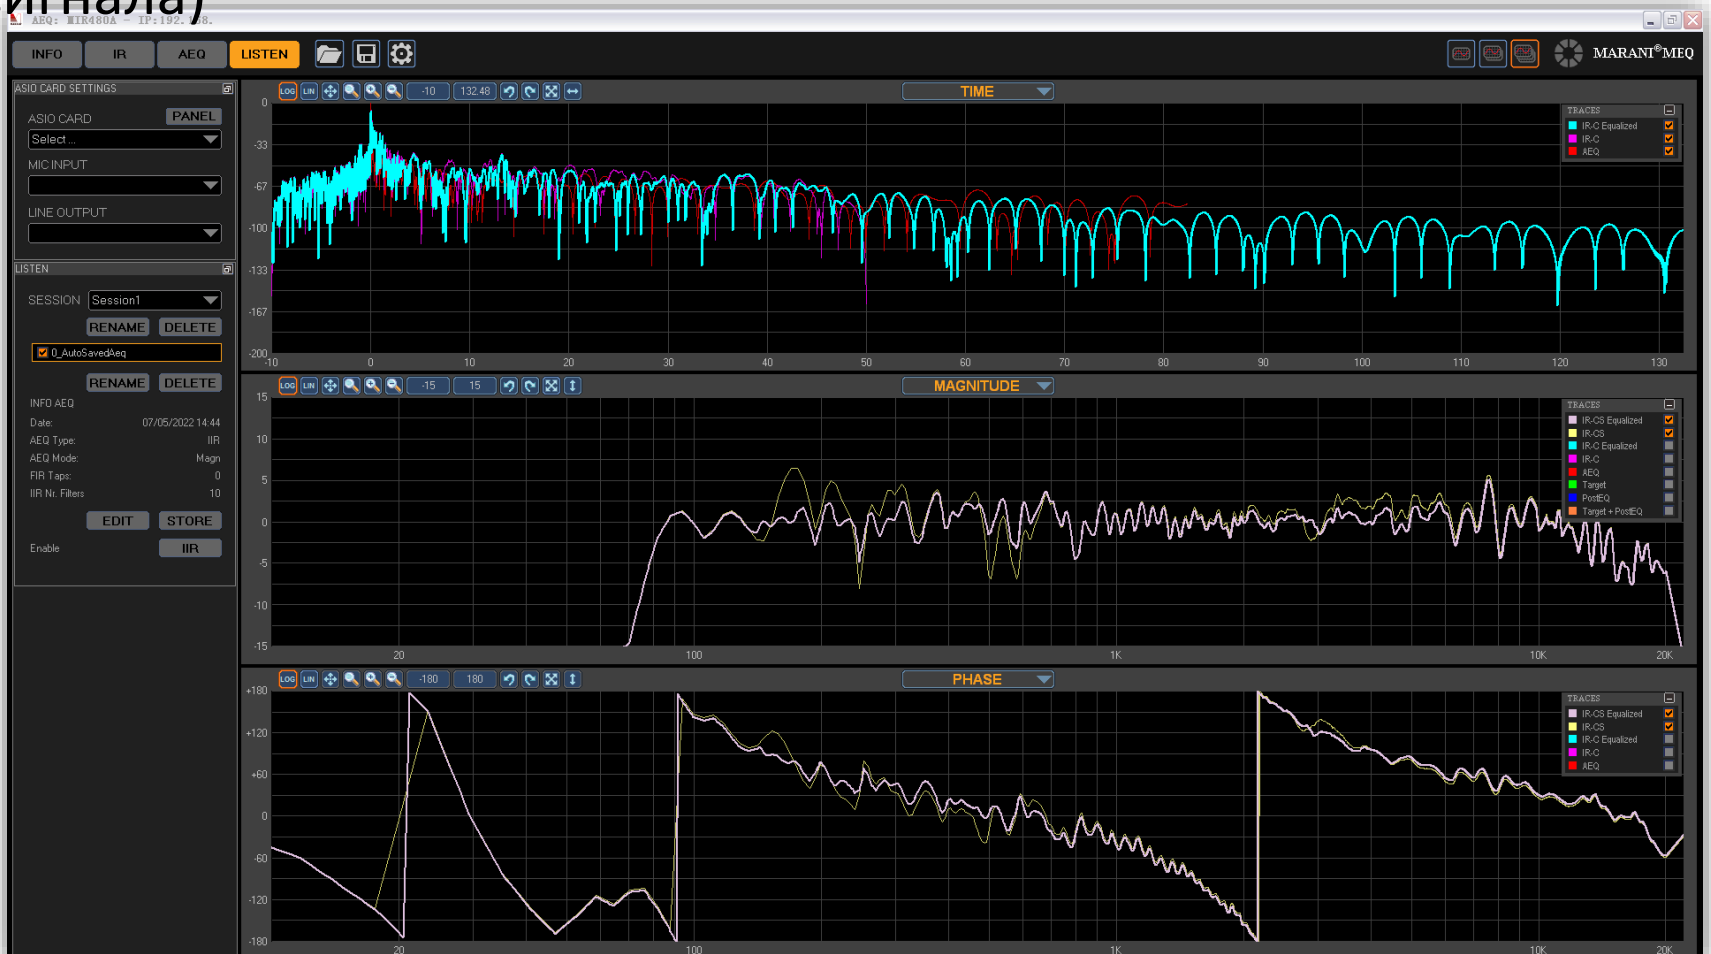 игнала)
AEQ: MIR480A - IP:192.168.
INFO IR AEQ LISTEN
MARANI®MEQ
ASIO CARD SETTINGS
ASIO CARD PANEL
Select ...
MIC INPUT
LINE OUTPUT
LISTEN
SESSION Session1
RENAME DELETE
0_AutoSavedAeq
RENAME DELETE
INFO AEQ
Date: 07/05/2022 14:44
AEQ Type: IIR
AEQ Mode: Magn
FIR Taps: 0
IIR Nr. Filters 10
EDIT STORE
Enable IIR
LOG LIN -10 132.48 TIME
TRACES
IR-C Equalized
IR-C
AEQ
0
-33
-67
-100
-133
-167
-200
-10 0 10 20 30 40 50 60 70 80 90 100 110 120 130
LOG LIN -15 15 MAGNITUDE
TRACES
IR-CS Equalized
IR-CS
IR-C Equalized
IR-C
AEQ
Target
PostEQ
Target + PostEQ
15
10
5
0
-5
-10
-15
20 100 1K 10K 20K
LOG LIN -180 180 PHASE
TRACES
IR-CS Equalized
IR-CS
IR-C Equalized
IR-C
AEQ
+180
+120
+60
0
-60
-120
-180
20 100 1K 10K 20K